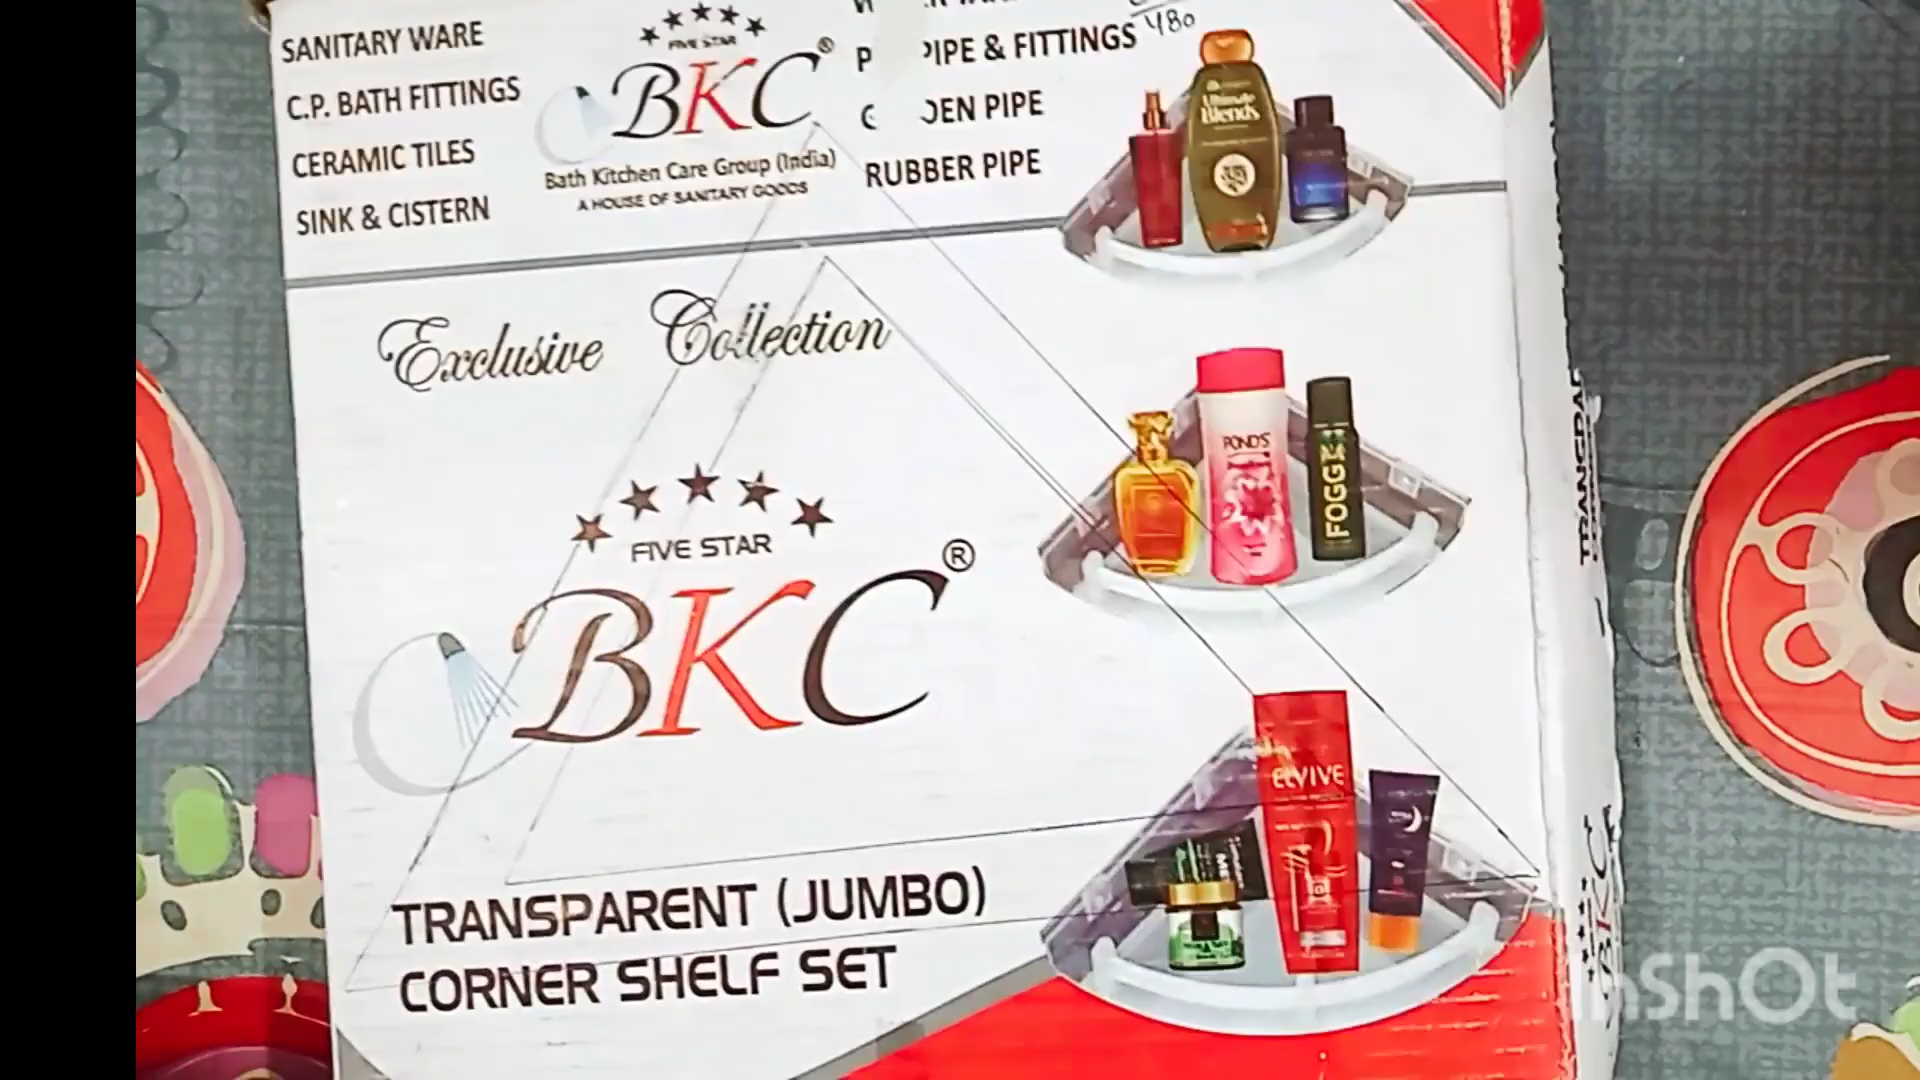 SANITARY WARE
C.P. BATH FITTINGS
CERAMIC TILES
SINK & CISTERN
FIVE STAR
BKC®
Bath Kitchen Care Group (India)
A HOUSE OF SANITARY GOODS
PIPE & FITTINGS
RUBBER PIPE
480
Ultimate
Blends
Exclusive Collection
POND'S
FOGG
FIVE STAR
BKC®
ELVIVE
TRANSPARENT (JUMBO)
CORNER SHELF SET
BKC
InShOt